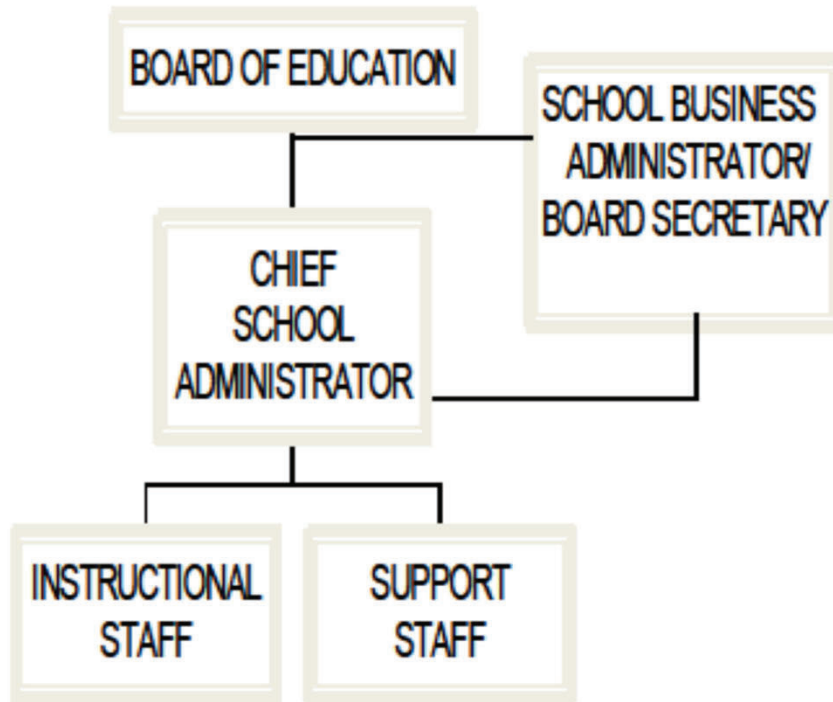 BOARD OF EDUCATION
SCHOOL BUSINESS
ADMINISTRATOR/
BOARD SECRETARY
CHIEF
SCHOOL
ADMINISTRATOR
INSTRUCTIONAL
STAFF
SUPPORT
STAFF